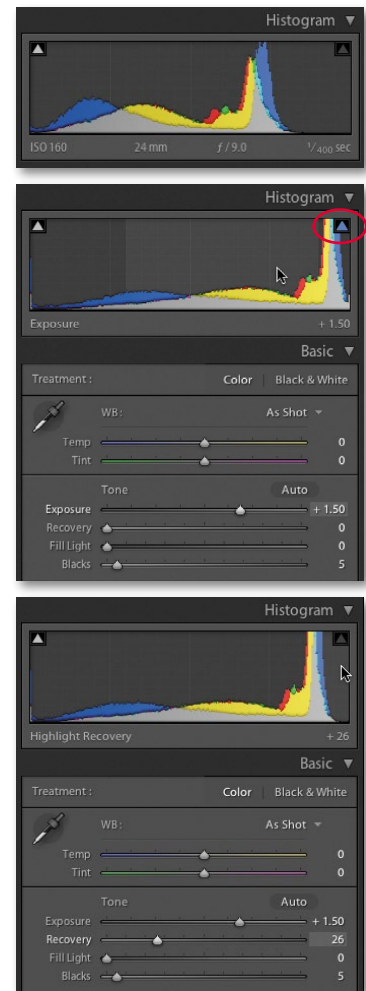 Histogram
ISO 160 24 mm ƒ / 9.0 1/400 sec
Histogram
Exposure + 1.50
Basic
Treatment : Color | Black & White
WB : As Shot
Temp 0
Tint 0
Tone Auto
Exposure + 1.50
Recovery 0
Fill Light 0
Blacks 5
Histogram
Highlight Recovery + 26
Basic
Treatment : Color | Black & White
WB : As Shot
Temp 0
Tint 0
Tone Auto
Exposure + 1.50
Recovery 26
Fill Light 0
Blacks 5